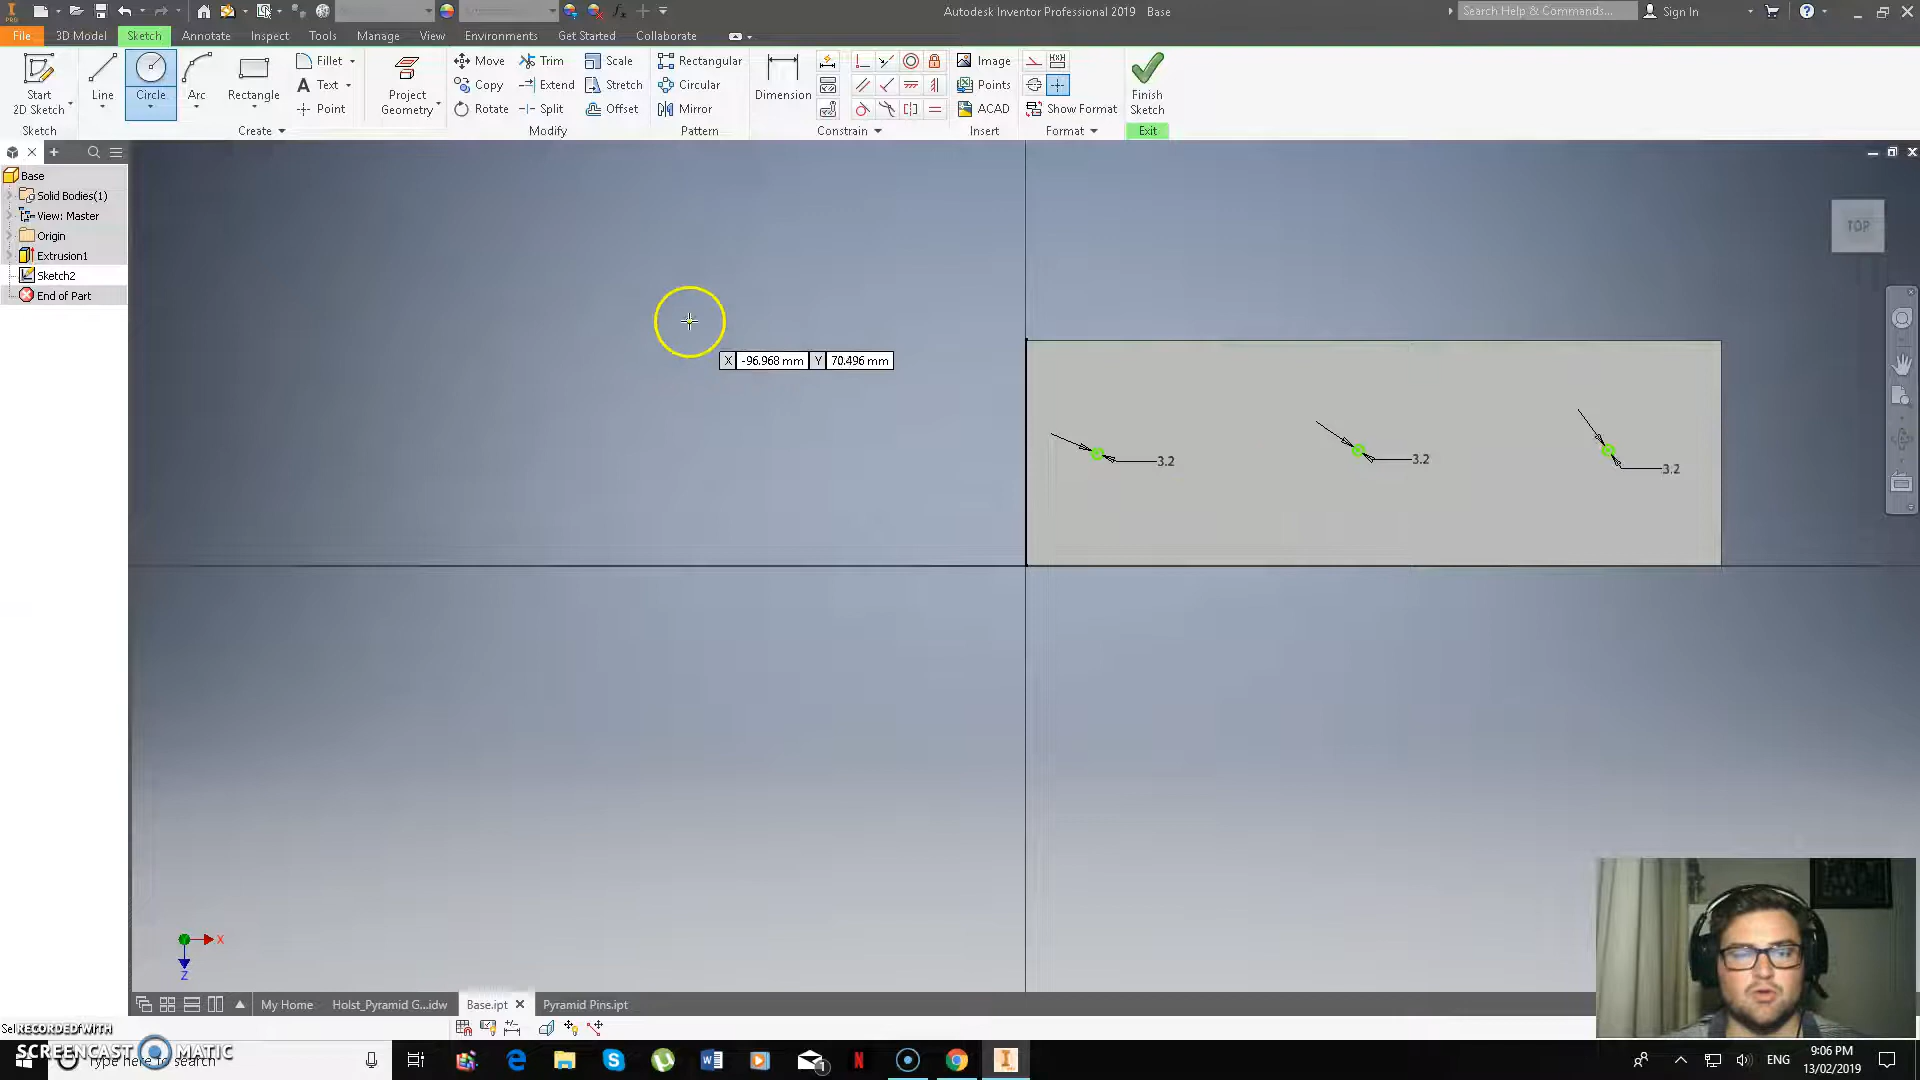 Autodesk Inventor Professional 2019 Base
Search Help & Commands...
Sign In
PRO
File 3D Model Sketch Annotate Inspect Tools Manage View Environments Get Started Collaborate
Start
2D Sketch
Line
Circle
Arc
Rectangle
Fillet
Text
Point
Project
Geometry
Move
Copy
Rotate
Trim
Extend
Split
Scale
Stretch
Offset
Rectangular
Circular
Mirror
Dimension
Image
Points
ACAD
Show Format
Finish
Sketch
Sketch Create Modify Pattern Constrain Insert Format Exit
Base
Solid Bodies(1)
View: Master
Origin
Extrusion1
Sketch2
End of Part
TOP
X -96.968 mm Y 70.496 mm
3.2
3.2
3.2
X
Z
My Home Holst_Pyramid G...idw Base.ipt Pyramid Pins.ipt
RECORDED WITH
SCREENCAST MATIC
Type here to search
ENG
9:06 PM
13/02/2019